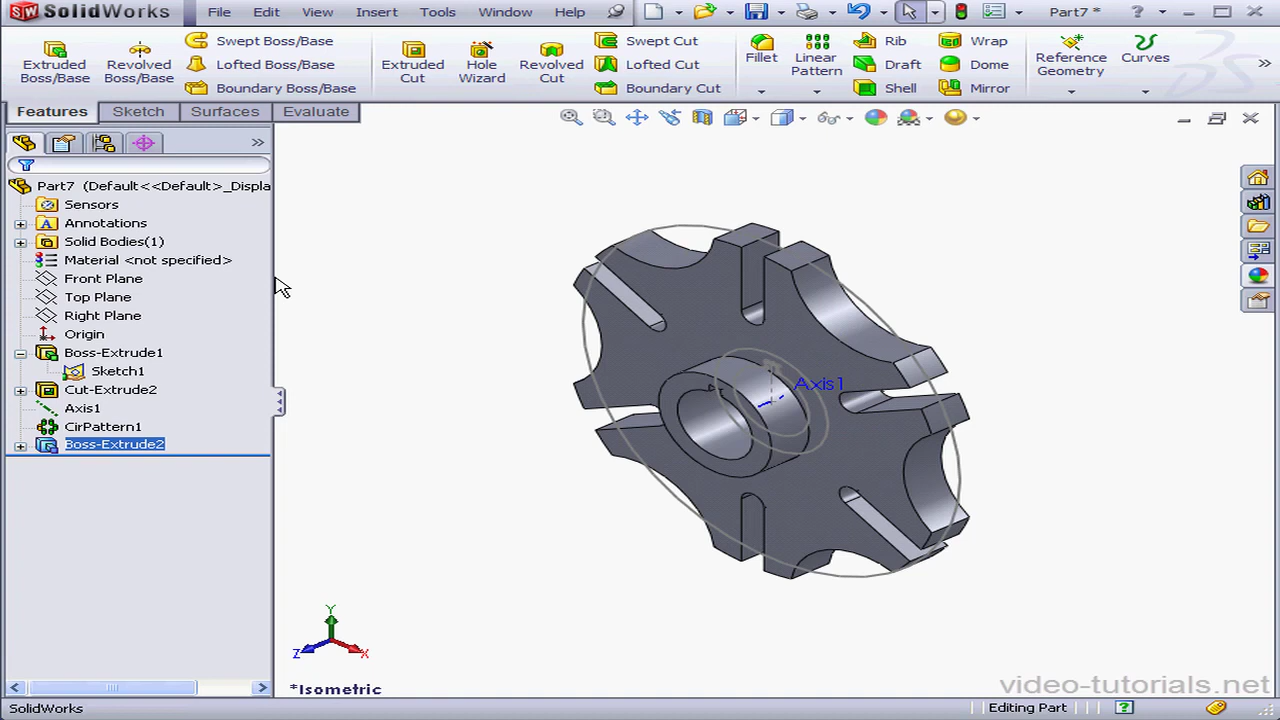 SW SolidWorks File Edit View Insert Tools Window Help Part7 *
Extruded Boss/Base
Revolved Boss/Base
Swept Boss/Base
Lofted Boss/Base
Boundary Boss/Base
Extruded Cut
Hole Wizard
Revolved Cut
Swept Cut
Lofted Cut
Boundary Cut
Fillet
Linear Pattern
Rib
Draft
Shell
Wrap
Dome
Mirror
Reference Geometry
Curves
Features Sketch Surfaces Evaluate
Part7 (Default<<Default>_Displa
Sensors
Annotations
Solid Bodies(1)
Material <not specified>
Front Plane
Top Plane
Right Plane
Origin
Boss-Extrude1
Sketch1
Cut-Extrude2
Axis1
CirPattern1
Boss-Extrude2
Axis1
Y
Z
X
*Isometric
video-tutorials.net
SolidWorks
Editing Part